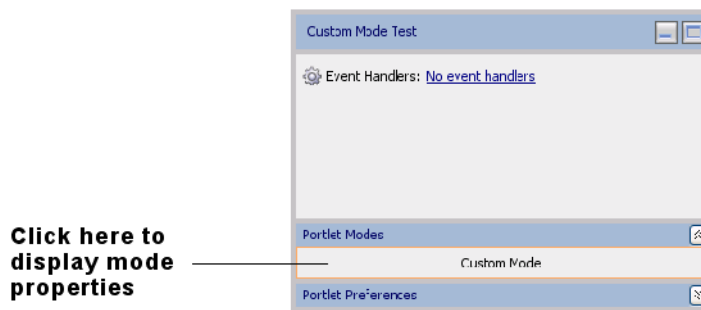 Custom Mode Test
Event Handlers: No event handlers
Portlet Modes
Click here to
display mode
properties
Custom Mode
Portlet Preferences